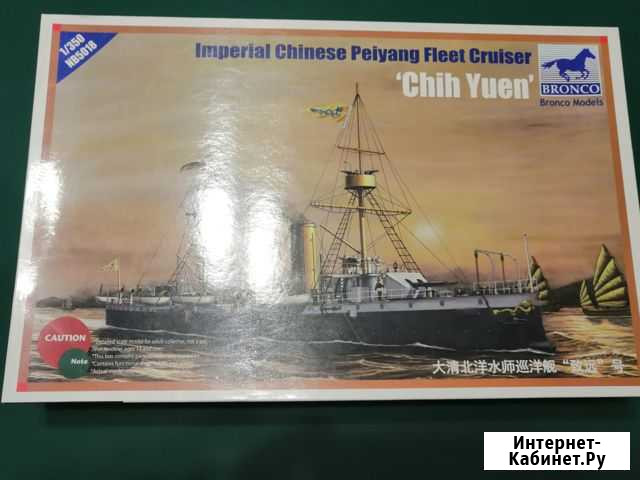 1/350
NB5018
Imperial Chinese Peiyang Fleet Cruiser
'Chih Yuen'
BRONCO
Bronco Models
CAUTION
Note
大清北洋水师巡洋舰“致远”号
Интернет-
Кабинет.Ру